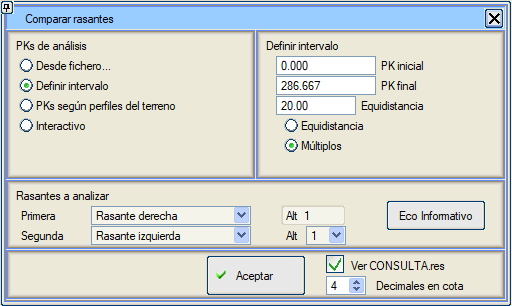 Comparar rasantes
PKs de análisis
Desde fichero...
Definir intervalo
PKs según perfiles del terreno
Interactivo
Definir intervalo
0.000 PK inicial
286.667 PK final
20.00 Equidistancia
Equidistancia
Múltiplos
Rasantes a analizar
Primera Rasante derecha Alt 1
Segunda Rasante izquierda Alt 1
Eco Informativo
Aceptar
Ver CONSULTA.res
4 Decimales en cota